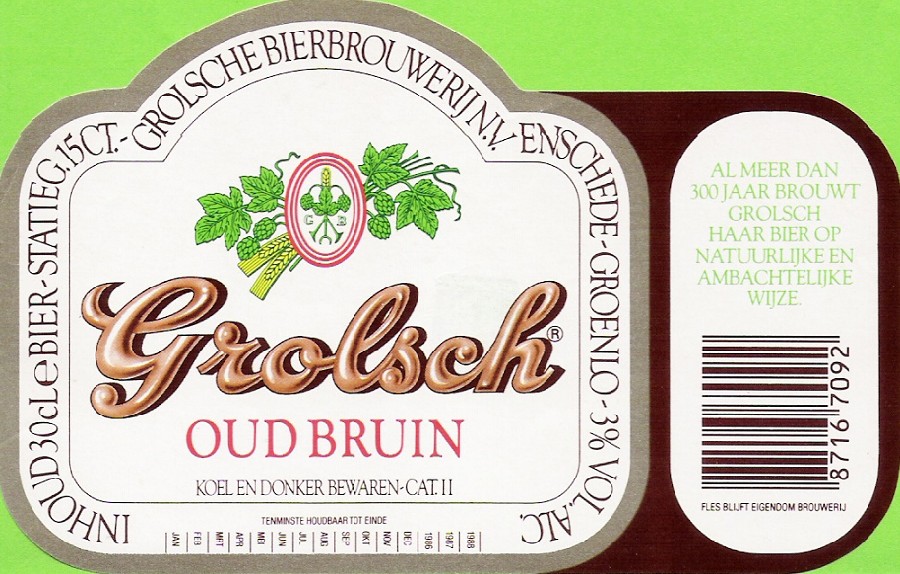 INHOUD 30cL e BIER - STATIEG. 15CT. - GROLSCHE BIERBROUWERIJ N.V. ENSCHEDE - GROENLO - 3% VOL. ALC.
G B
Grolsch®
OUD BRUIN
KOEL EN DONKER BEWAREN - CAT. II
TENMINSTE HOUDBAAR TOT EINDE
JAN FEB MRT APR MEI JUN JUL AUG SEP OKT NOV DEC 1986 1987 1988
AL MEER DAN
300 JAAR BROUWT
GROLSCH
HAAR BIER OP
NATUURLIJKE EN
AMBACHTELIJKE
WIJZE.
8716 7092
FLES BLIJFT EIGENDOM BROUWERIJ